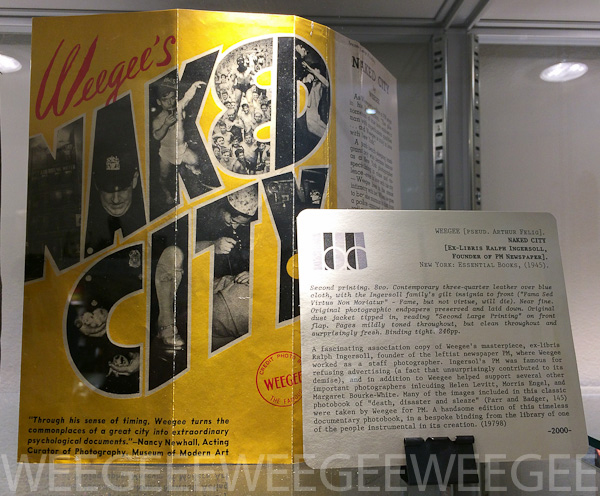 Weegee's
NAKED
CITY
CREDIT PHOTO BY
WEEGEE
THE FAMOUS
"Through his sense of timing, Weegee turns the
commonplaces of a great city into extraordinary
psychological documents."—Nancy Newhall, Acting
Curator of Photography, Museum of Modern Art
NAKED CITY
WEEGEE [PSEUD. ARTHUR FELIG].
NAKED CITY
[EX-LIBRIS RALPH INGERSOLL,
FOUNDER OF PM NEWSPAPER].
NEW YORK: ESSENTIAL BOOKS, (1945).
Second printing. 8vo. Contemporary three-quarter leather over blue
cloth, with the Ingersoll family's gilt insignia to front ("Fama Sed
Virtus Non Moriatur" - Fame, but not virtue, will die). Near fine.
Original photographic endpapers preserved and laid down. Original
dust jacket tipped in, reading "Second Large Printing" on front
flap. Pages mildly toned throughout, but clean throughout and
surprisingly fresh. Binding tight. 246pp.
A fascinating association copy of Weegee's masterpiece, ex-libris
Ralph Ingersoll, founder of the leftist newspaper PM, where Weegee
worked as a staff photographer. Ingersoll's PM was famous for
refusing advertising (a fact that unsurprisingly contributed to its
demise), and in addition to Weegee helped support several other
important photographers inlcuding Helen Levitt, Morris Engel, and
Margaret Bourke-White. Many of the images included in this classic
photobook of "death, disaster and sleaze" (Parr and Badger, 145)
were taken by Weegee for PM. A handsome edition of this timeless
documentary photobook, in a bespoke binding from the library of one
of the people instrumental in its creation. (19798)
-2000-
WEEGEEEWEEGEEWEEGEEWEEGEE